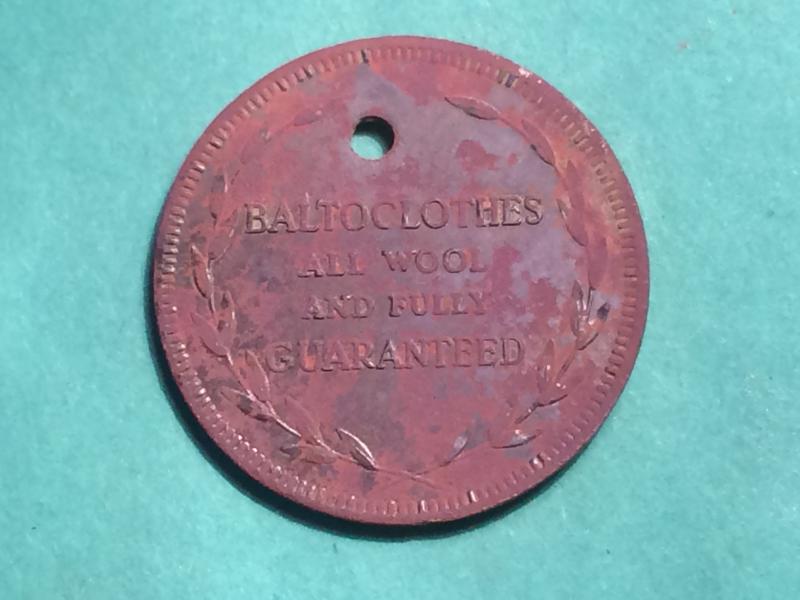 BALTOCLOTHES
ALL WOOL
AND FULLY
GUARANTEED